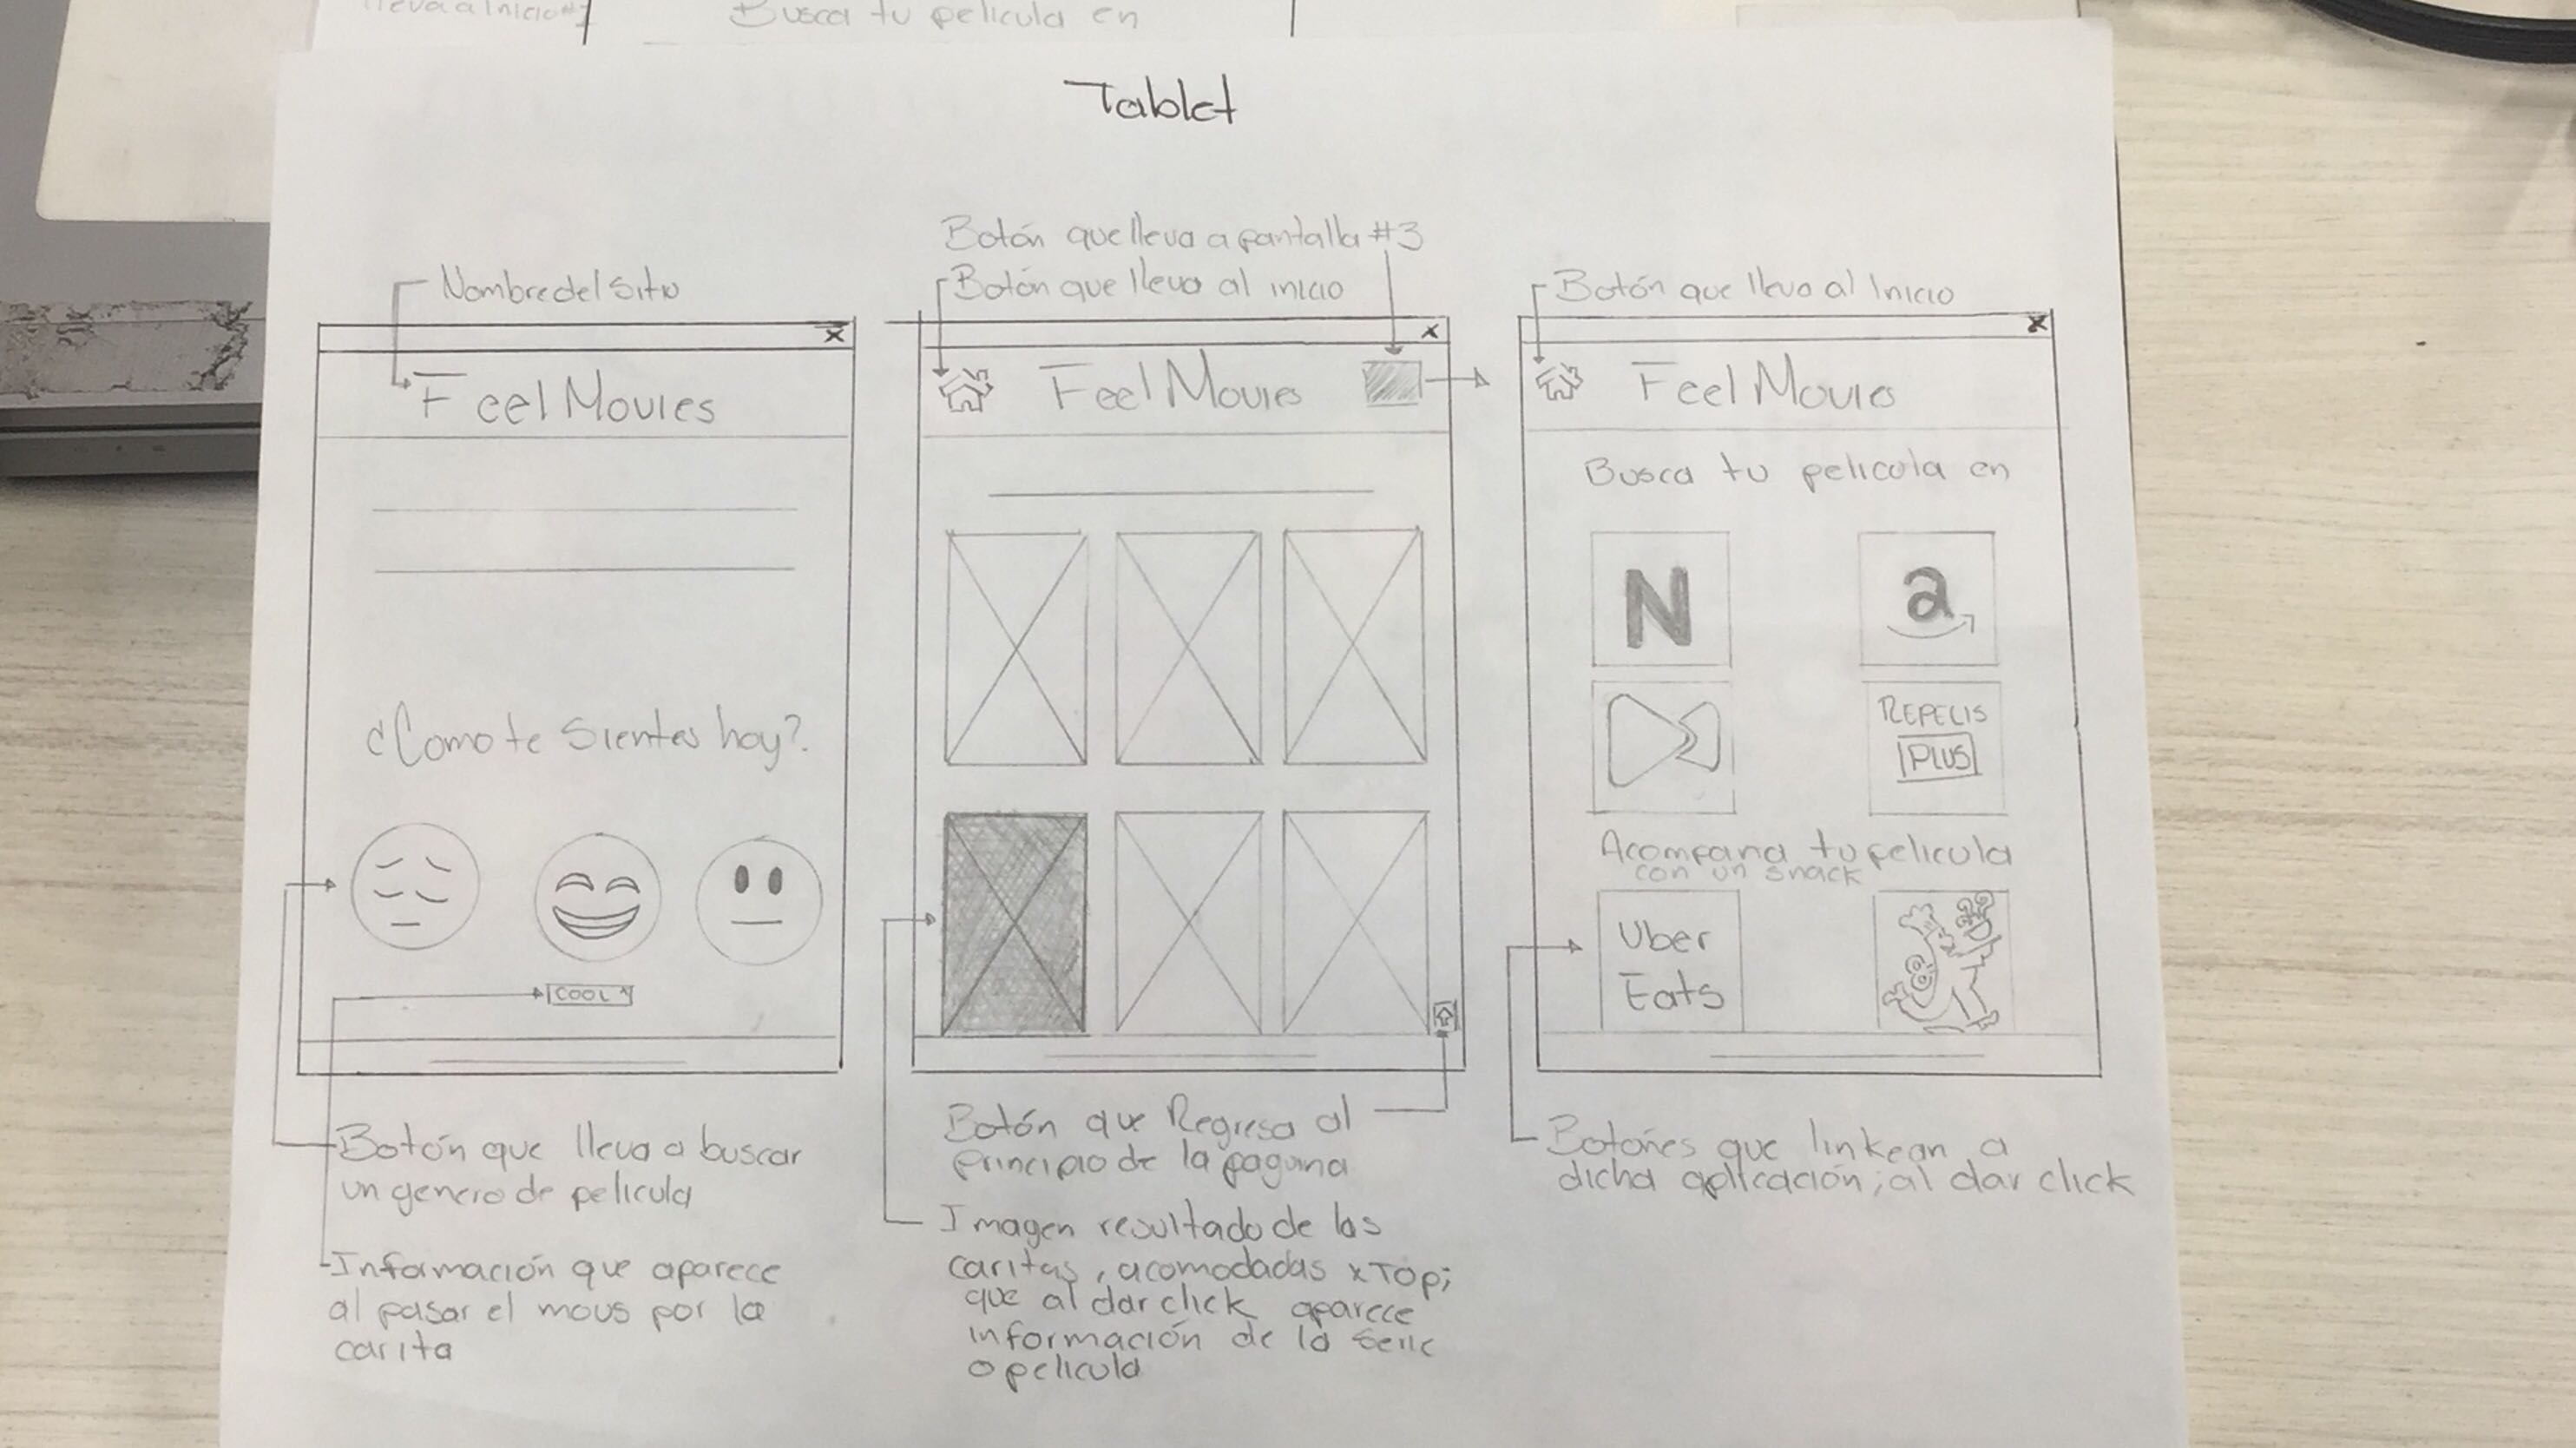 lleva a Inicio #1
Busca tu pelicula en
Tablet
Nombre del Sitio
Botón que lleva a pantalla #3
Botón que lleva al inicio
Botón que lleva al Inicio
X
X
X
Feel Movies
Feel Movies
Feel Movies
¿Como te Sientes hoy?
COOL
Busca tu pelicula en
N
a
REPELIS
PLUS
Acompaña tu pelicula
con un snack
Uber
Eats
Botón que lleva a buscar
un genero de pelicula
Información que aparece
al pasar el mous por la
carita
Botón que Regresa al
principio de la pagina
Imagen resultado de las
caritas, acomodadas x TOP;
que al dar click aparece
información de la serie
o pelicula
Botones que linkean a
dicha aplicación; al dar click